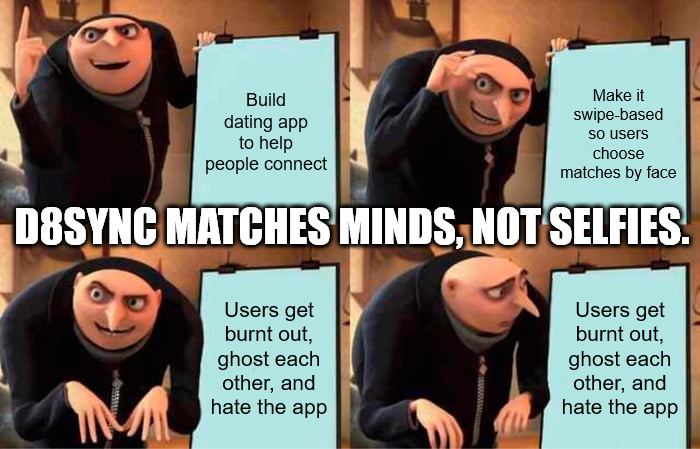 Build
dating app
to help
people connect
Make it
swipe-based
so users
choose
matches by face
D8SYNC MATCHES MINDS, NOT SELFIES.
Users get
burnt out,
ghost each
other, and
hate the app
Users get
burnt out,
ghost each
other, and
hate the app